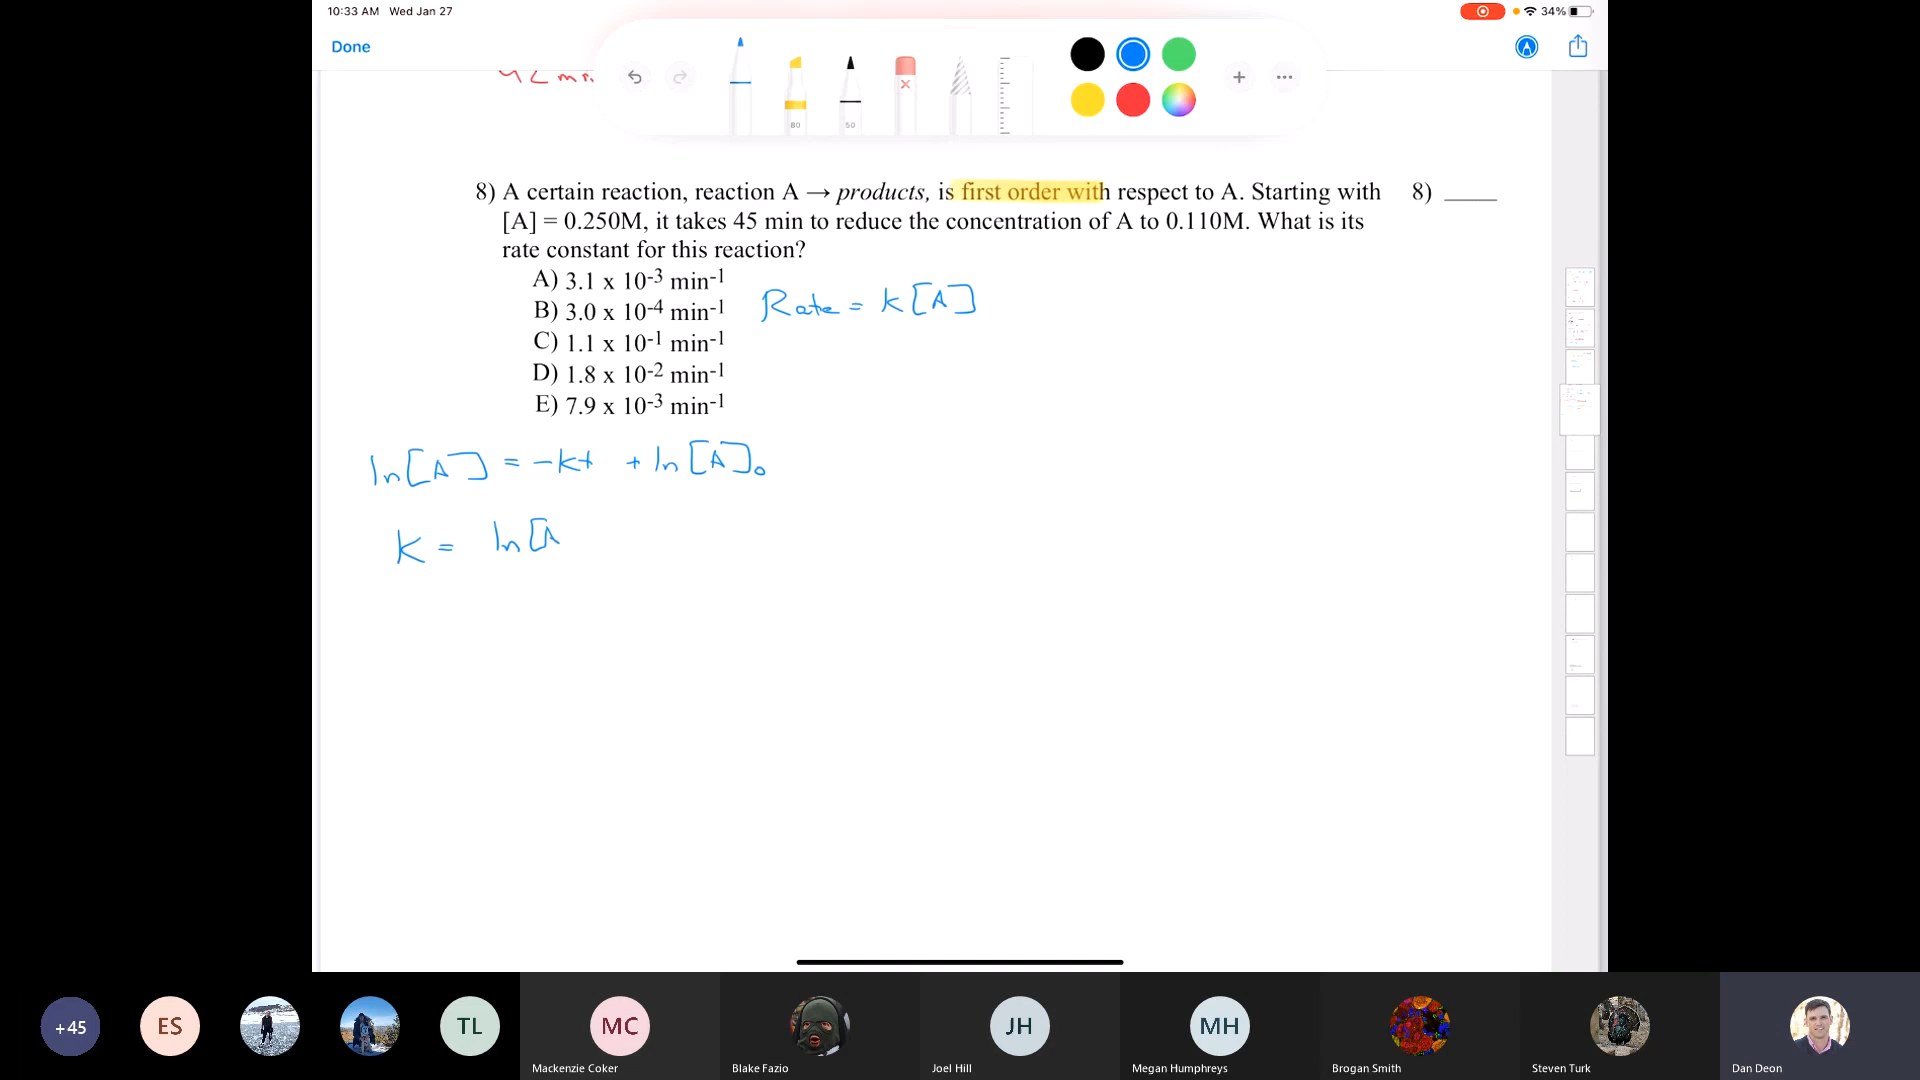 10:33 AM Wed Jan 27
34%
Done
80
50
8) A certain reaction, reaction A → products, is first order with respect to A. Starting with 8) _____
[A] = 0.250M, it takes 45 min to reduce the concentration of A to 0.110M. What is its
rate constant for this reaction?
A) 3.1 x 10-3 min-1
B) 3.0 x 10-4 min-1
Rate = k[A]
C) 1.1 x 10-1 min-1
D) 1.8 x 10-2 min-1
E) 7.9 x 10-3 min-1
ln[A] = -kt + ln[A]₀
K = ln[A
+45
ES
TL
MC
JH
MH
Mackenzie Coker
Blake Fazio
Joel Hill
Megan Humphreys
Brogan Smith
Steven Turk
Dan Deon